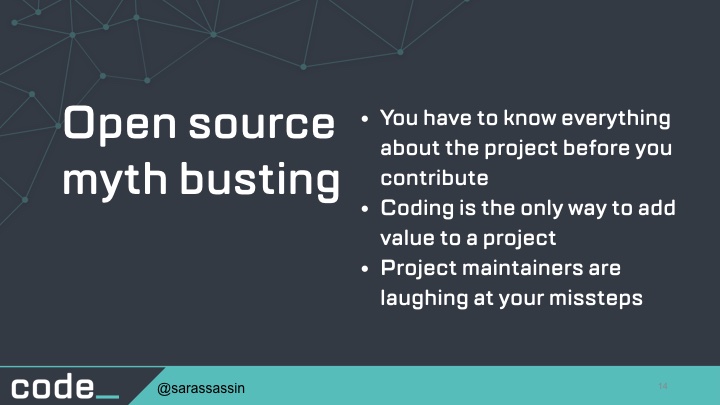 Open source
myth busting
• You have to know everything
about the project before you
contribute
• Coding is the only way to add
value to a project
• Project maintainers are
laughing at your missteps
code_
@sarassassin
14